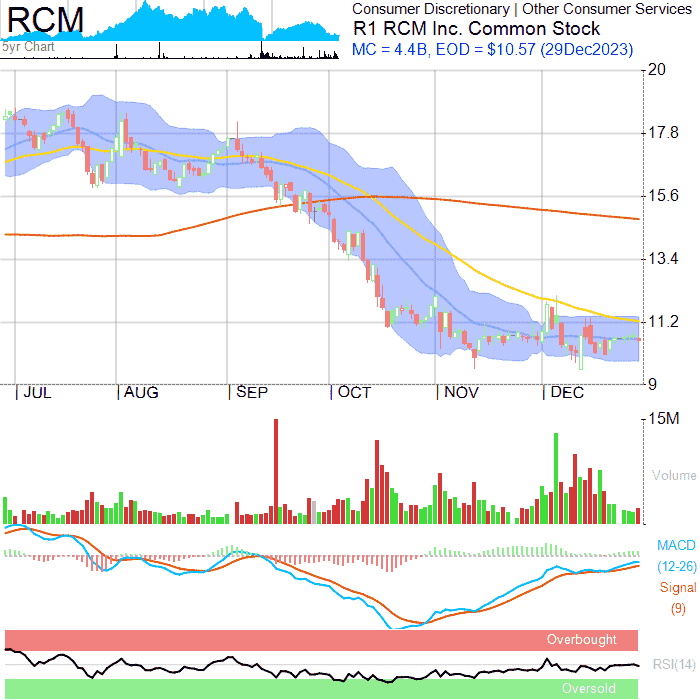 RCM
5yr Chart
Consumer Discretionary | Other Consumer Services
R1 RCM Inc. Common Stock
MC = 4.4B, EOD = $10.57 (29Dec2023)
20
17.8
15.6
13.4
11.2
9
JUL AUG SEP OCT NOV DEC
15M
Volume
MACD
(12-26)
Signal
(9)
Overbought
RSI(14)
Oversold